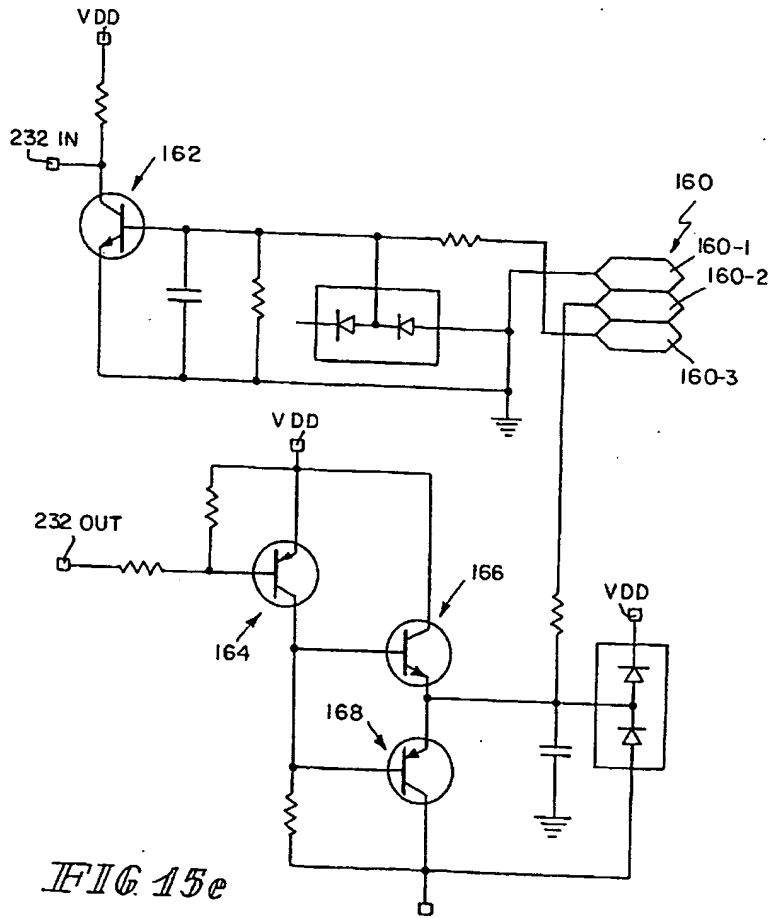 VDD
232 IN
162
160
160-1
160-2
160-3
VDD
232 OUT
166
VDD
164
168
FIG. 15e